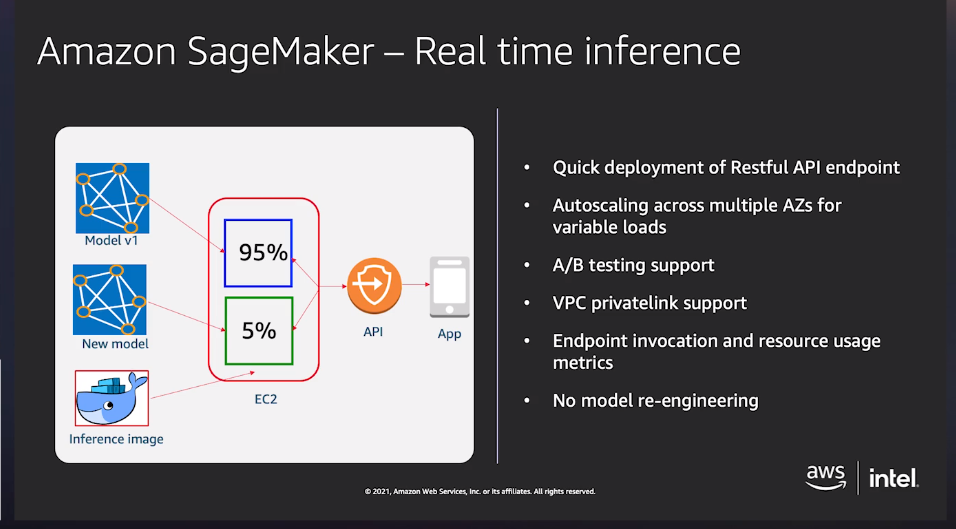 Amazon SageMaker – Real time inference
Model v1
New model
Inference image
95%
5%
EC2
API
App
• Quick deployment of Restful API endpoint
• Autoscaling across multiple AZs for
variable loads
• A/B testing support
• VPC privatelink support
• Endpoint invocation and resource usage
metrics
• No model re-engineering
aws
intel.
© 2021, Amazon Web Services, Inc. or its affiliates. All rights reserved.